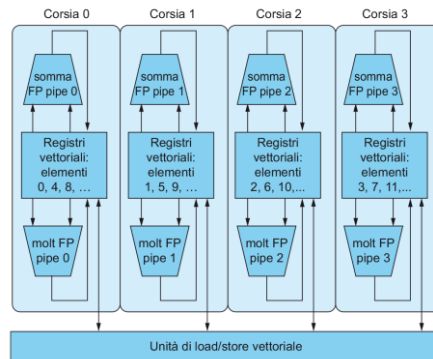 Corsia 0
Corsia 1
Corsia 2
Corsia 3
somma
FP pipe 0
somma
FP pipe 1
somma
FP pipe 2
somma
FP pipe 3
Registri
vettoriali:
elementi
0, 4, 8, ...
Registri
vettoriali:
elementi
1, 5, 9, ...
Registri
vettoriali:
elementi
2, 6, 10,...
Registri
vettoriali:
elementi
3, 7, 11,...
molt FP
pipe 0
molt FP
pipe 1
molt FP
pipe 2
molt FP
pipe 3
Unità di load/store vettoriale